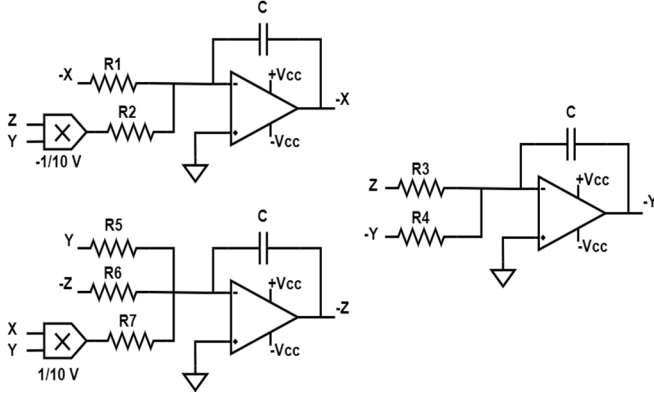 C
R1
-X
+Vcc
-X
R2
Z
Y
X
-1/10 V
-Vcc
C
R3
Z
+Vcc
-Y
R4
-Y
-Vcc
C
R5
Y
R6
-Z
+Vcc
-Z
R7
X
Y
X
1/10 V
-Vcc